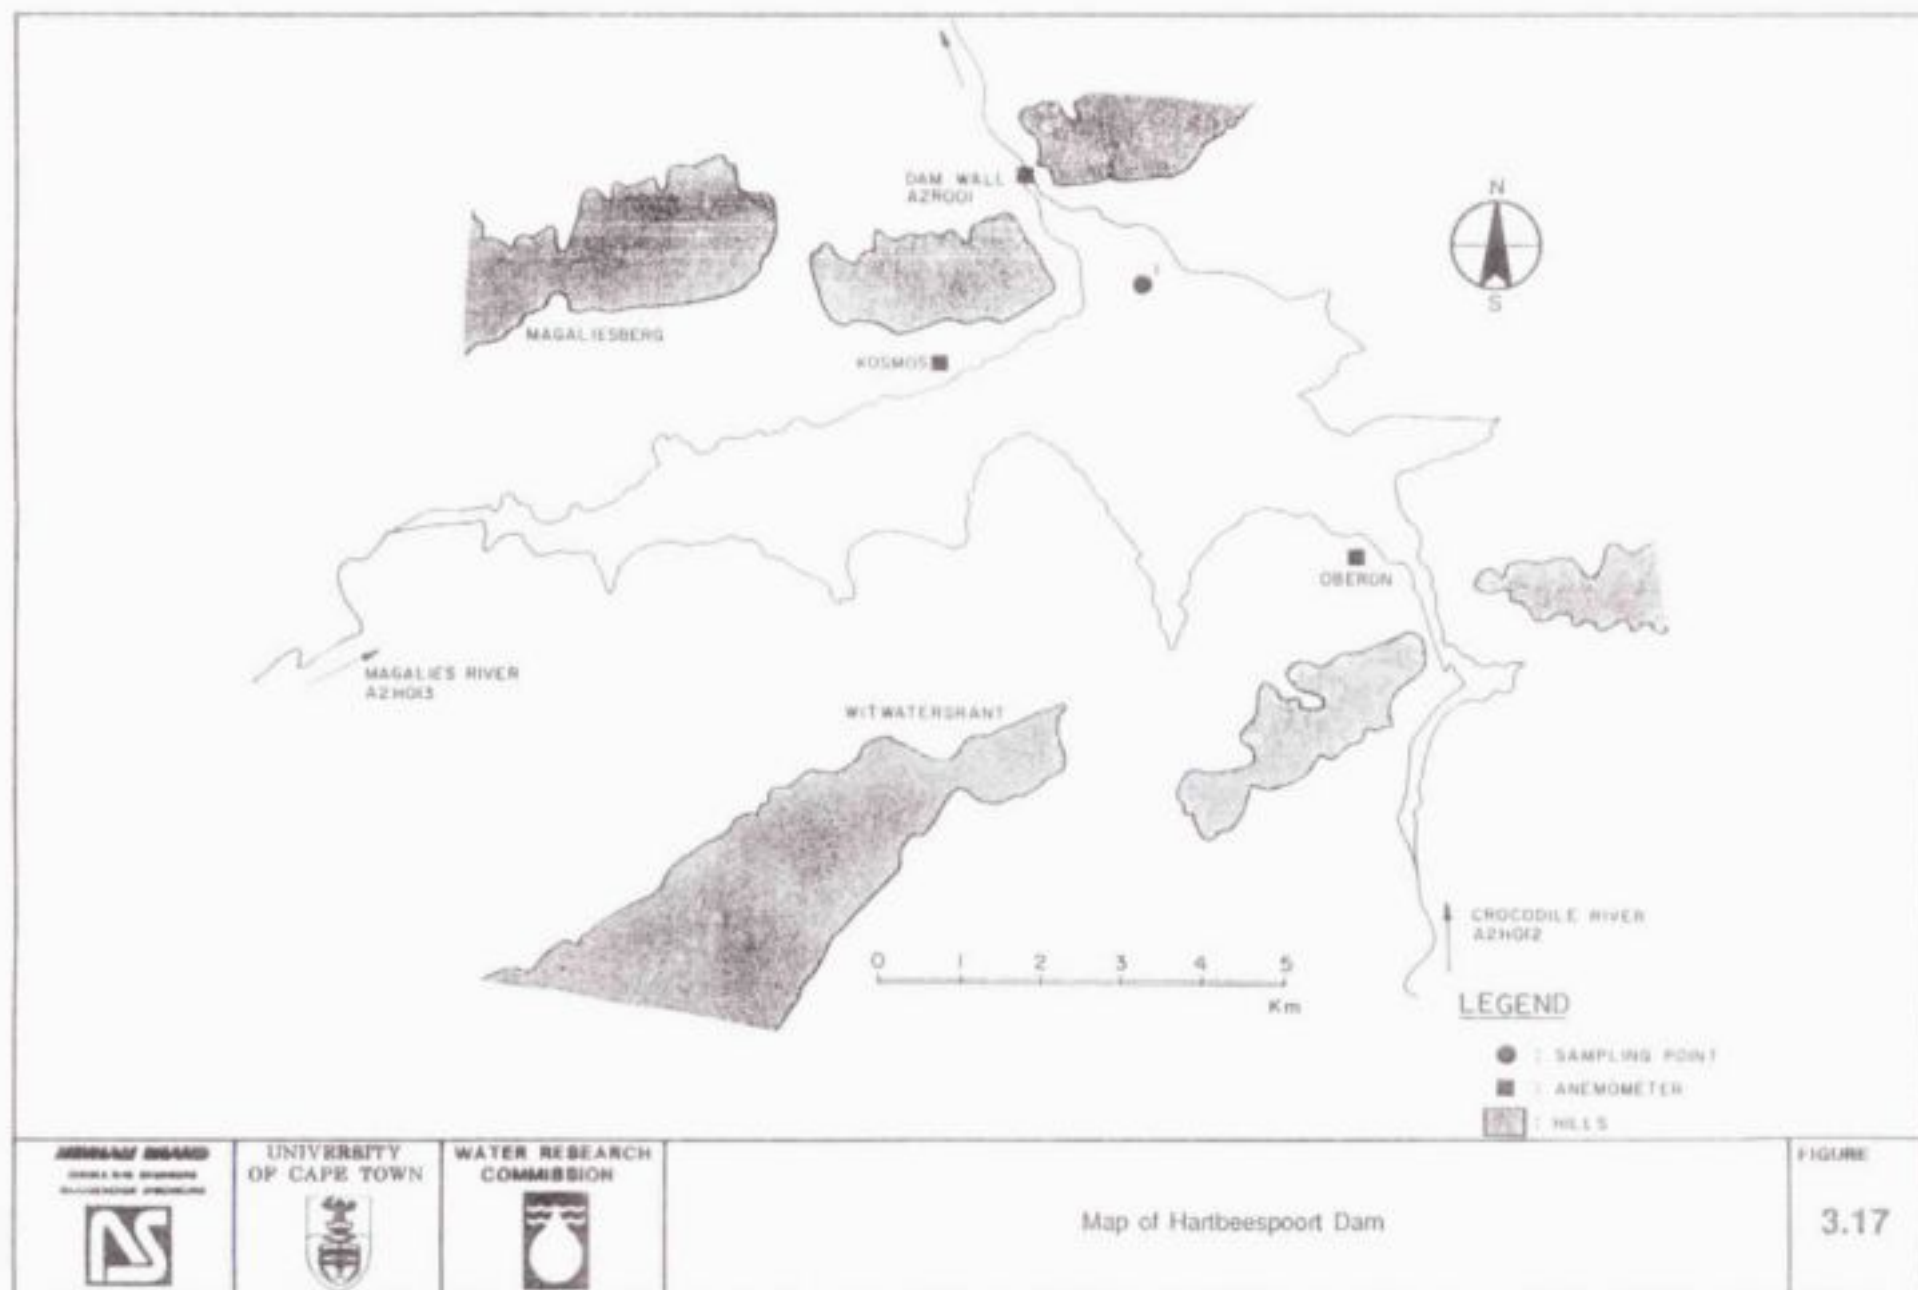 DAM WALL
A2R001
N
S
1
MAGALIESBERG
KOSMOS
OBERON
MAGALIES RIVER
A2H013
WITWATERGRANT
CROCODILE RIVER
A2H012
0 1 2 3 4 5
Km
LEGEND
: SAMPLING POINT
: ANEMOMETER
: HILLS
UNIVERSITY
OF CAPE TOWN
WATER RESEARCH
COMMISSION
Map of Hartbeespoort Dam
FIGURE
3.17